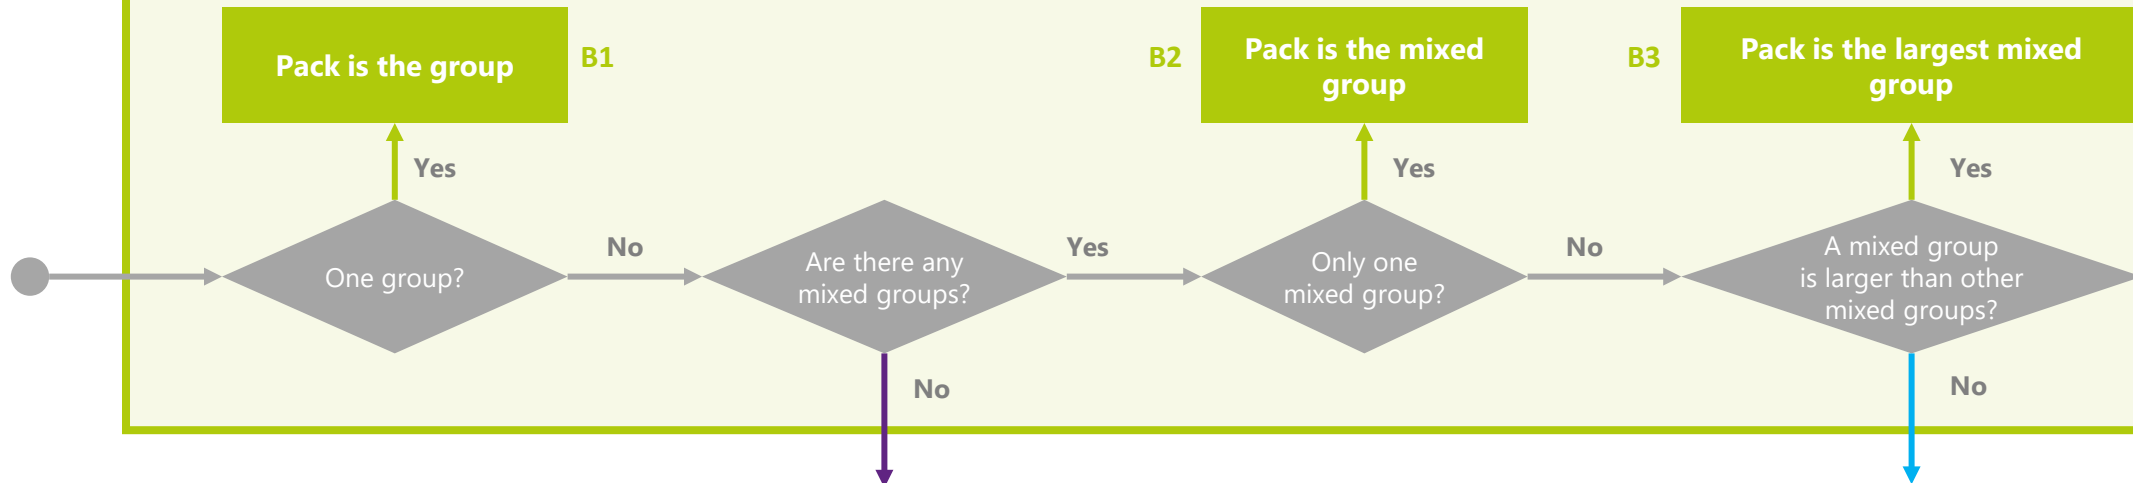 Pack is the group
B1
B2
Pack is the mixed
group
B3
Pack is the largest mixed
group
Yes
Yes
Yes
One group?
No
Are there any
mixed groups?
Yes
Only one
mixed group?
No
A mixed group
is larger than other
mixed groups?
No
No